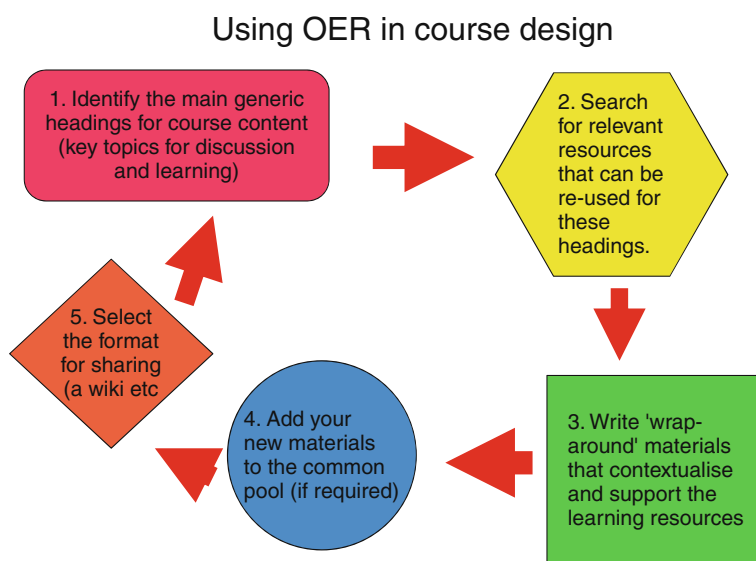 Using OER in course design
1. Identify the main generic
headings for course content
(key topics for discussion
and learning)
2. Search
for relevant
resources
that can be
re-used for
these
headings.
3. Write 'wrap-
around' materials
that contextualise
and support the
learning resources
4. Add your
new materials
to the common
pool (if required)
5. Select
the format
for sharing
(a wiki etc